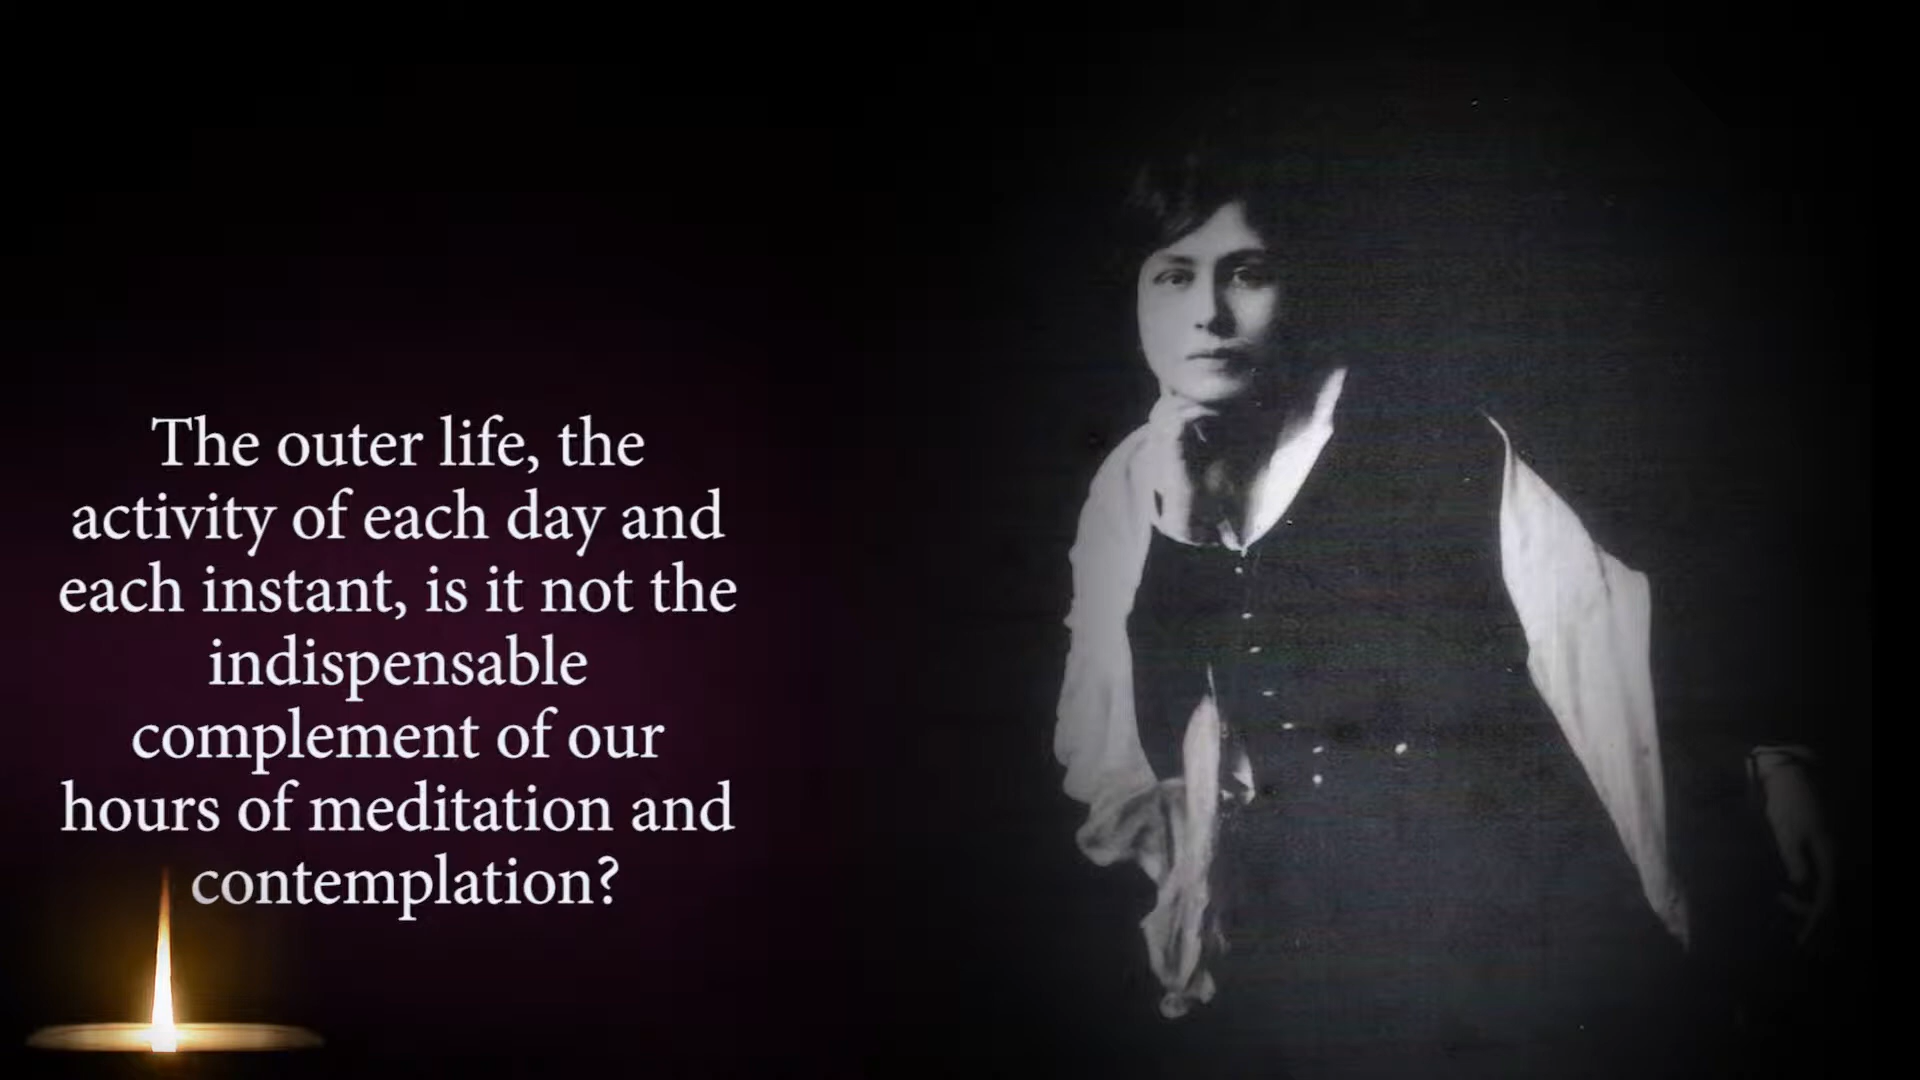 The outer life, the
activity of each day and
each instant, is it not the
indispensable
complement of our
hours of meditation and
contemplation?